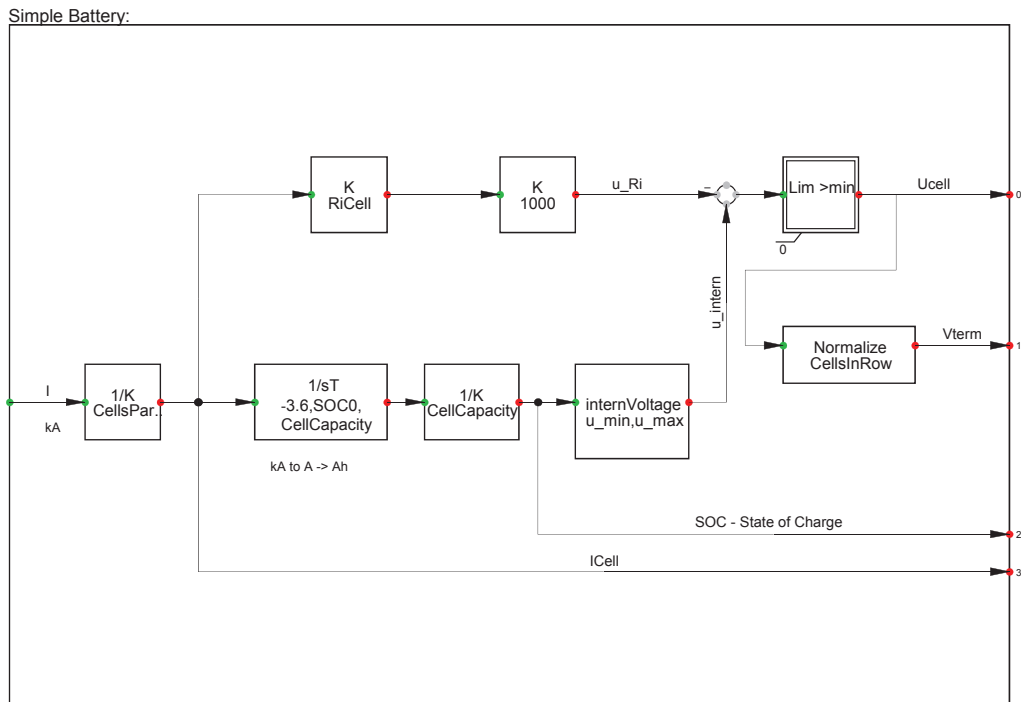 Simple Battery:
K
RiCell
K
1000
u_Ri
-
Lim >min
0
Ucell
0
u_intern
Normalize
CellsInRow
Vterm
1
I
kA
1/K
CellsPar..
1/sT
-3.6,SOC0,
CellCapacity
kA to A -> Ah
1/K
CellCapacity
internVoltage
u_min,u_max
SOC - State of Charge
2
ICell
3